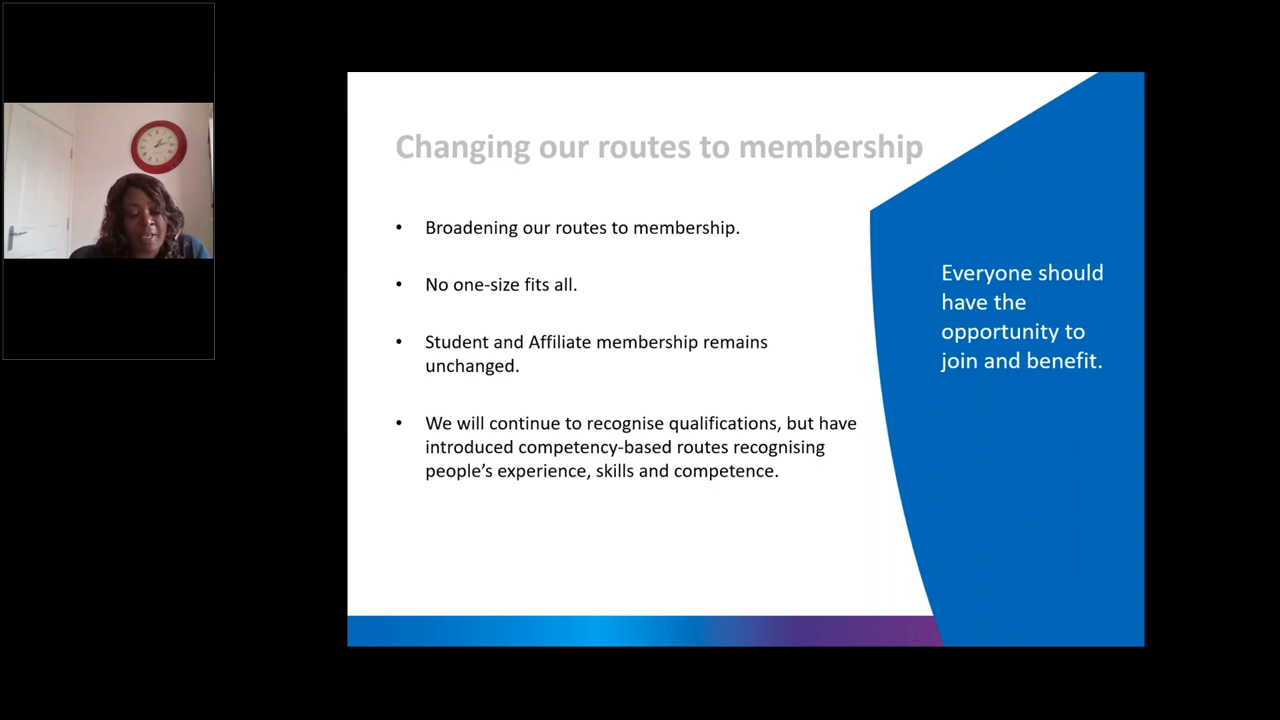 Changing our routes to membership
• Broadening our routes to membership.
• No one-size fits all.
• Student and Affiliate membership remains
unchanged.
• We will continue to recognise qualifications, but have
introduced competency-based routes recognising
people’s experience, skills and competence.
Everyone should
have the
opportunity to
join and benefit.